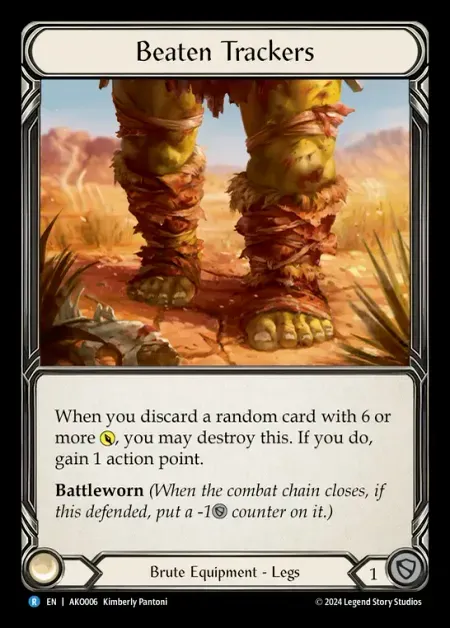 Beaten Trackers
When you discard a random card with 6 or
more , you may destroy this. If you do,
gain 1 action point.
Battleworn (When the combat chain closes, if
this defended, put a -1 counter on it.)
Brute Equipment - Legs
1
R EN | AKO006 Kimberly Pantoni
© 2024 Legend Story Studios